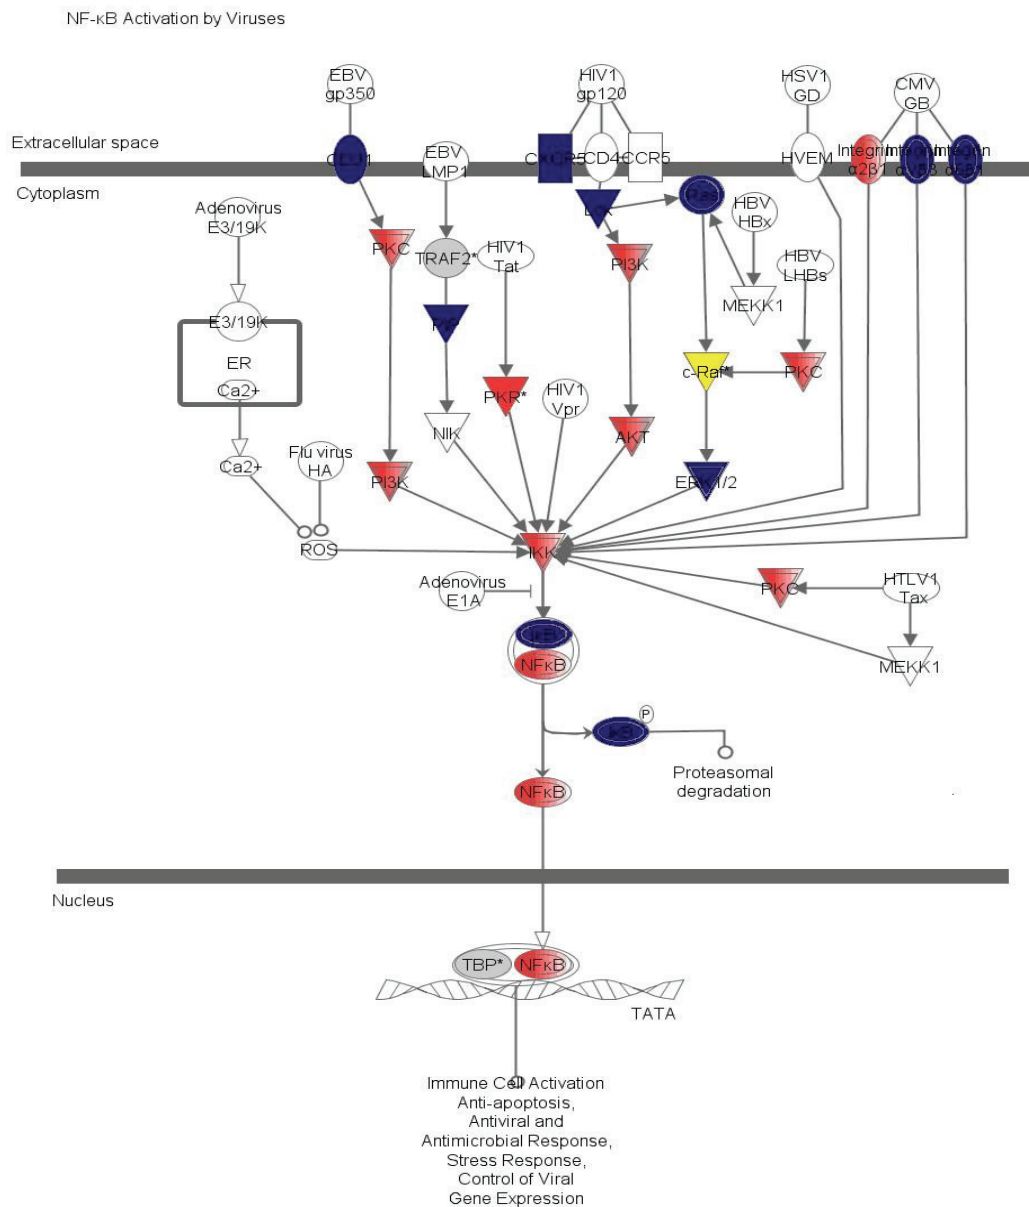 NF-κB Activation by Viruses
EBV
gp350
HIV1
gp120
HSV1
GD
CMV
GB
Extracellular space
EBV
LMP1
CD4
CCR5
HVEM
Integrin
α2β1
Cytoplasm
Adenovirus
E3/19K
PKC
TRAF2*
HIV1
Tat
PI3K
Ras
HBV
HBx
HBV
LHBs
MEKK1
E3/19K
ER
Ca2+
c-Raf*
PKC
PKR*
HIV1
Vpr
NIK
AKT
Flu virus
HA
Ca2+
PI3K
ERK1/2
ROS
IKK
Adenovirus
E1A
PKC
HTLV1
Tax
MEKK1
NFκB
P
Proteasomal
degradation
NFκB
Nucleus
TBP*
NFκB
TATA
Immune Cell Activation
Anti-apoptosis,
Antiviral and
Antimicrobial Response,
Stress Response,
Control of Viral
Gene Expression